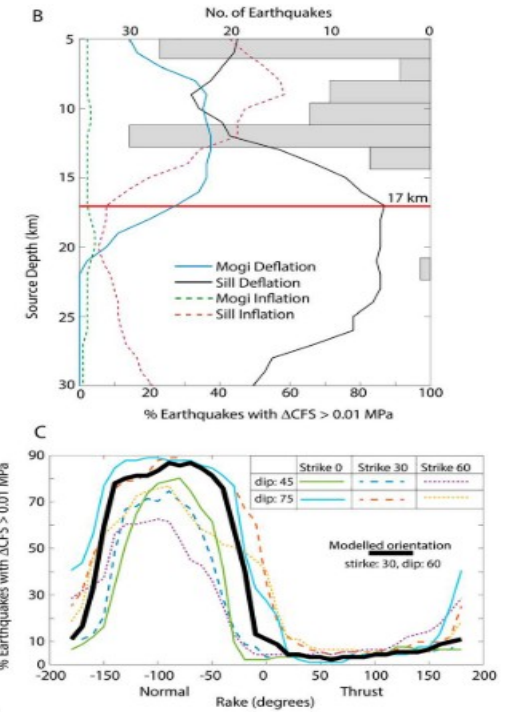 B
No. of Earthquakes
30 20 10 0
5
10
15
20
25
30
Source Depth (km)
17 km
Mogi Deflation
Sill Deflation
Mogi Inflation
Sill Inflation
0 20 40 60 80 100
% Earthquakes with ΔCFS > 0.01 MPa
C
% Earthquakes with ΔCFS > 0.01 MPa
90
70
50
30
10
0
Strike 0 Strike 30 Strike 60
dip: 45
dip: 75
Modelled orientation
stirke: 30, dip: 60
-200 -150 -100 -50 0 50 100 150 200
Normal Thrust
Rake (degrees)